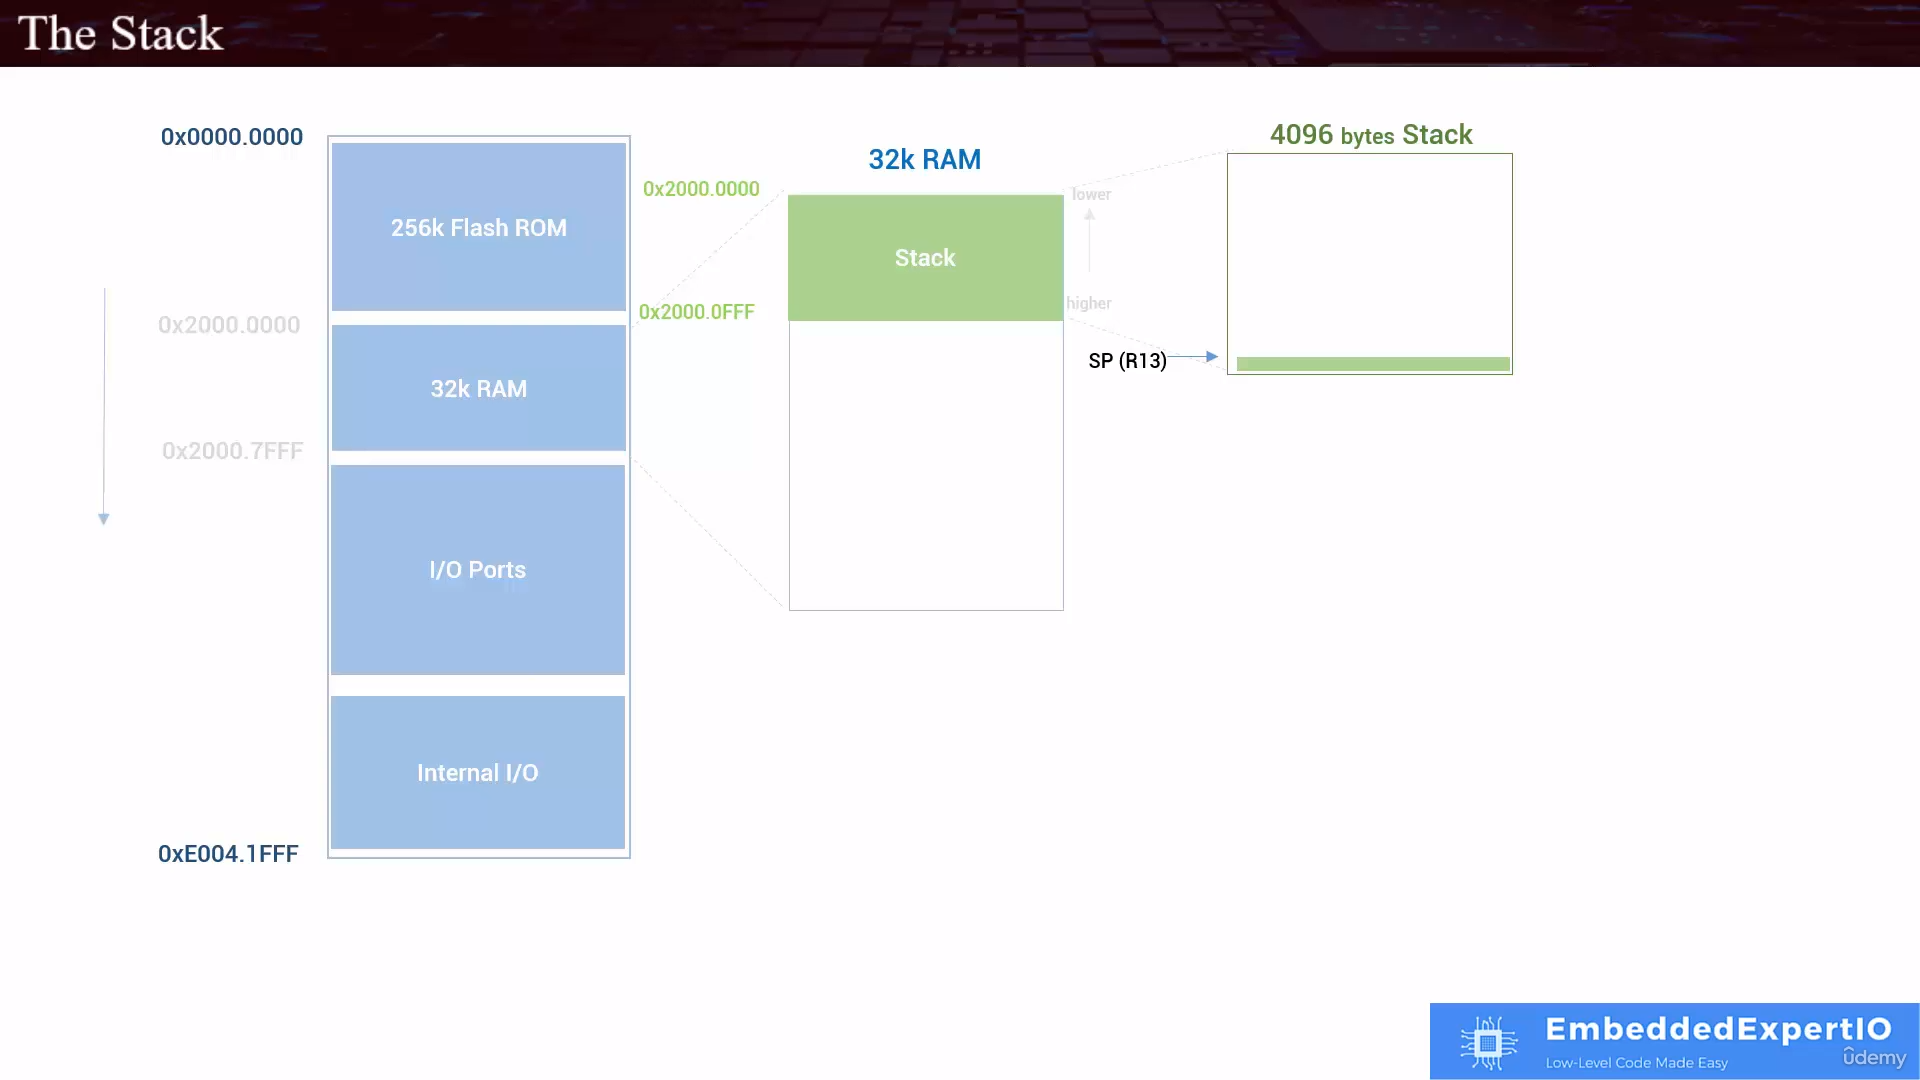 The Stack
0x0000.0000
256k Flash ROM
0x2000.0000
32k RAM
0x2000.7FFF
I/O Ports
Internal I/O
0xE004.1FFF
32k RAM
0x2000.0000
Stack
0x2000.0FFF
lower
higher
4096 bytes Stack
SP (R13)
EmbeddedExpertIO
Low-Level Code Made Easy
ûdemy